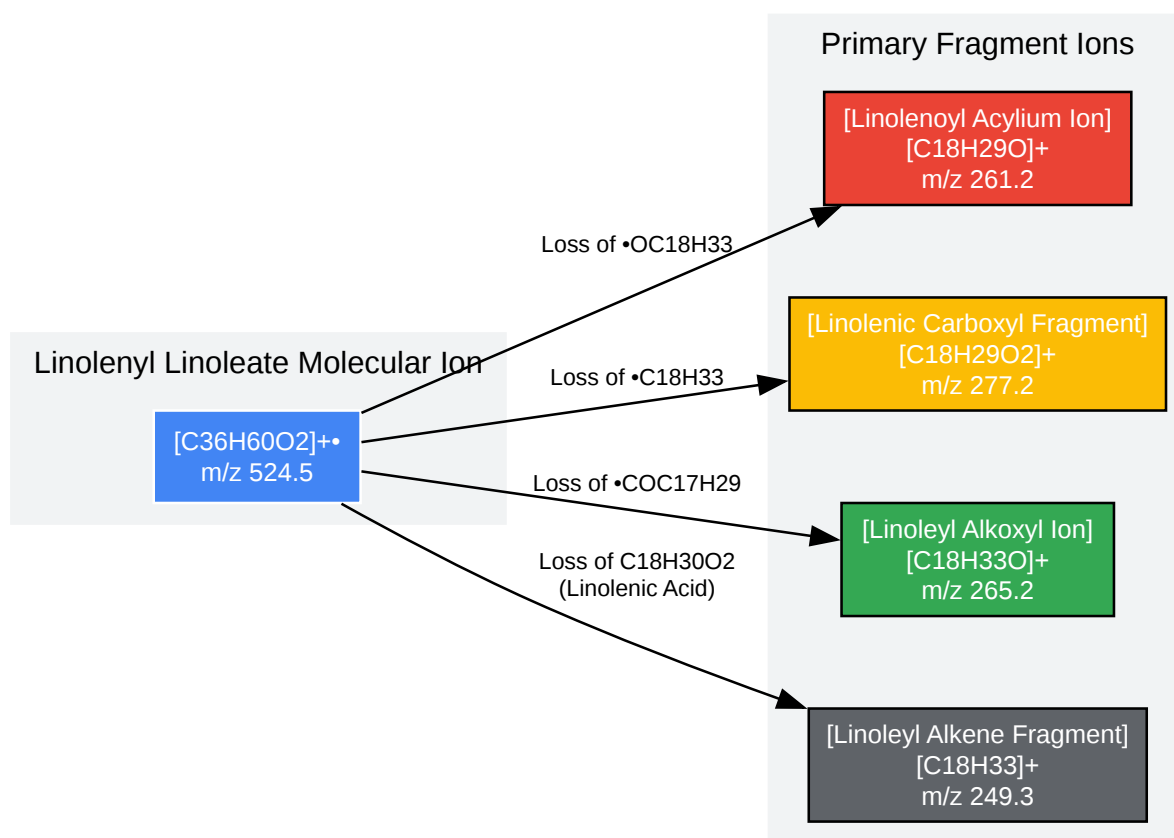 Primary Fragment Ions
[Linolenoyl Acylium Ion]
[C18H29O]+
m/z 261.2
Loss of •OC18H33
[Linolenic Carboxyl Fragment]
[C18H29O2]+
m/z 277.2
Linolenyl Linoleate Molecular Ion
Loss of •C18H33
[C36H60O2]+•
m/z 524.5
Loss of •COC17H29
[Linoleyl Alkoxyl Ion]
[C18H33O]+
m/z 265.2
Loss of C18H30O2
(Linolenic Acid)
[Linoleyl Alkene Fragment]
[C18H33]+
m/z 249.3